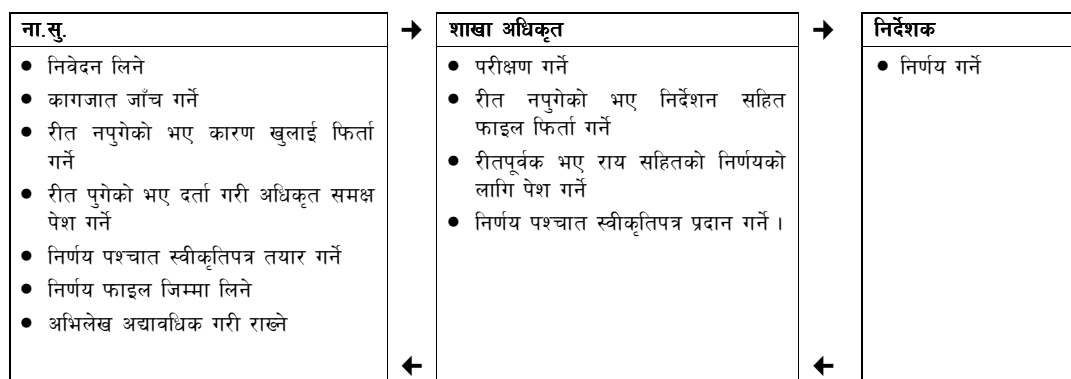 ना.सु.
निवेदन लिने
कागजात जाँच गर्ने
रीत नपुगेको भए कारण खुलाई फिर्ता
गर्ने
रीत पुगेको भए दर्ता गरी अधिकृत समक्ष
पेश गर्ने
निर्णय पश्चात स्वीकृतिपत्र तयार गर्ने
निर्णय फाइल जिम्मा लिने
अभिलेख अद्यावधिक गरी राख्ने
शाखा अधिकृत
परीक्षण गर्ने
रीत नपुगेको भए निर्देशन सहित
फाइल फिर्ता गर्ने
रीतपूर्वक भए राय सहितको निर्णयको
लागि पेश गर्ने
निर्णय पश्चात स्वीकृतिपत्र प्रदान गर्ने ।
निर्देशक
निर्णय गर्ने